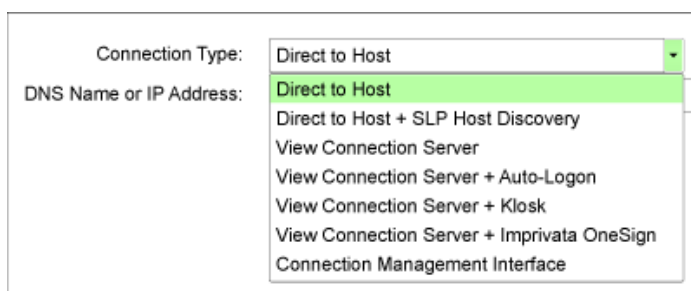 Connection Type: Direct to Host
DNS Name or IP Address:
Direct to Host
Direct to Host + SLP Host Discovery
View Connection Server
View Connection Server + Auto-Logon
View Connection Server + Klosk
View Connection Server + Imprivata OneSign
Connection Management Interface